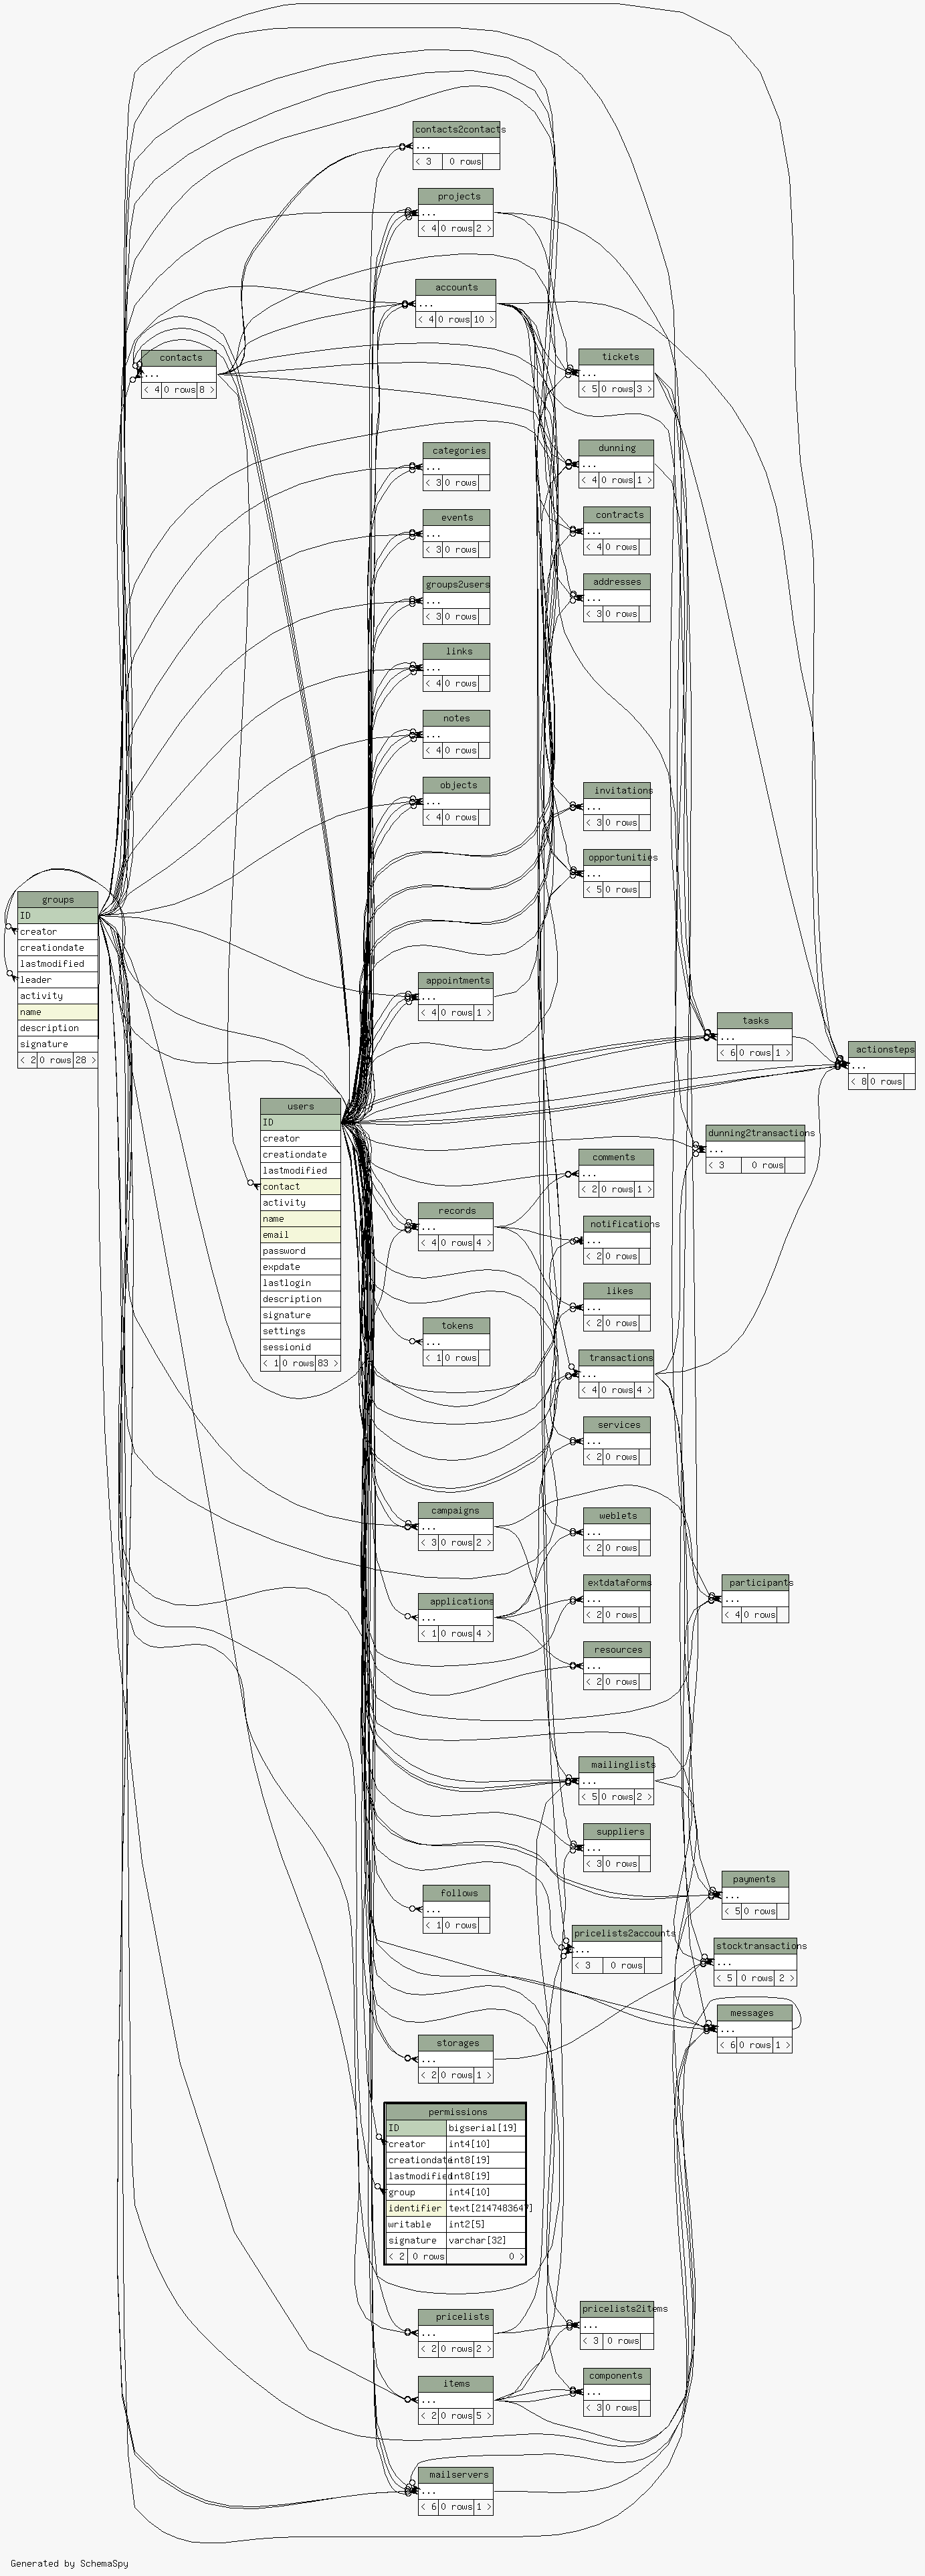 contacts2contacts
...
< 3 0 rows
projects
...
< 4 0 rows 2 >
accounts
...
< 4 0 rows 10 >
contacts
...
< 4 0 rows 8 >
tickets
...
< 5 0 rows 3 >
categories
...
< 3 0 rows
dunning
...
< 4 0 rows 1 >
events
...
< 3 0 rows
contracts
...
< 4 0 rows
groups2users
...
< 3 0 rows
addresses
...
< 3 0 rows
links
...
< 4 0 rows
notes
...
< 4 0 rows
objects
...
< 4 0 rows
invitations
...
< 3 0 rows
opportunities
...
< 5 0 rows
groups
ID
creator
creationdate
lastmodified
leader
activity
name
description
signature
< 2 0 rows 28 >
appointments
...
< 4 0 rows 1 >
tasks
...
< 6 0 rows 1 >
actionsteps
...
< 8 0 rows
users
ID
creator
creationdate
lastmodified
contact
activity
name
email
password
expdate
lastlogin
description
signature
settings
sessionid
< 1 0 rows 83 >
dunning2transactions
...
< 3 0 rows
comments
...
< 2 0 rows 1 >
records
...
< 4 0 rows 4 >
notifications
...
< 2 0 rows
likes
...
< 2 0 rows
tokens
...
< 1 0 rows
transactions
...
< 4 0 rows 4 >
services
...
< 2 0 rows
campaigns
...
< 3 0 rows 2 >
weblets
...
< 2 0 rows
extdataforms
...
< 2 0 rows
participants
...
< 4 0 rows
applications
...
< 1 0 rows 4 >
resources
...
< 2 0 rows
mailinglists
...
< 5 0 rows 2 >
suppliers
...
< 3 0 rows
payments
...
< 5 0 rows
follows
...
< 1 0 rows
pricelists2accounts
...
< 3 0 rows
stocktransactions
...
< 5 0 rows 2 >
messages
...
< 6 0 rows 1 >
storages
...
< 2 0 rows 1 >
permissions
ID bigserial[19]
creator int4[10]
creationdate int8[19]
lastmodified int8[19]
group int4[10]
identifier text[2147483647]
writable int2[5]
signature varchar[32]
< 2 0 rows 0 >
pricelists
...
< 2 0 rows 2 >
pricelists2items
...
< 3 0 rows
items
...
< 2 0 rows 5 >
components
...
< 3 0 rows
mailservers
...
< 6 0 rows 1 >
Generated by SchemaSpy